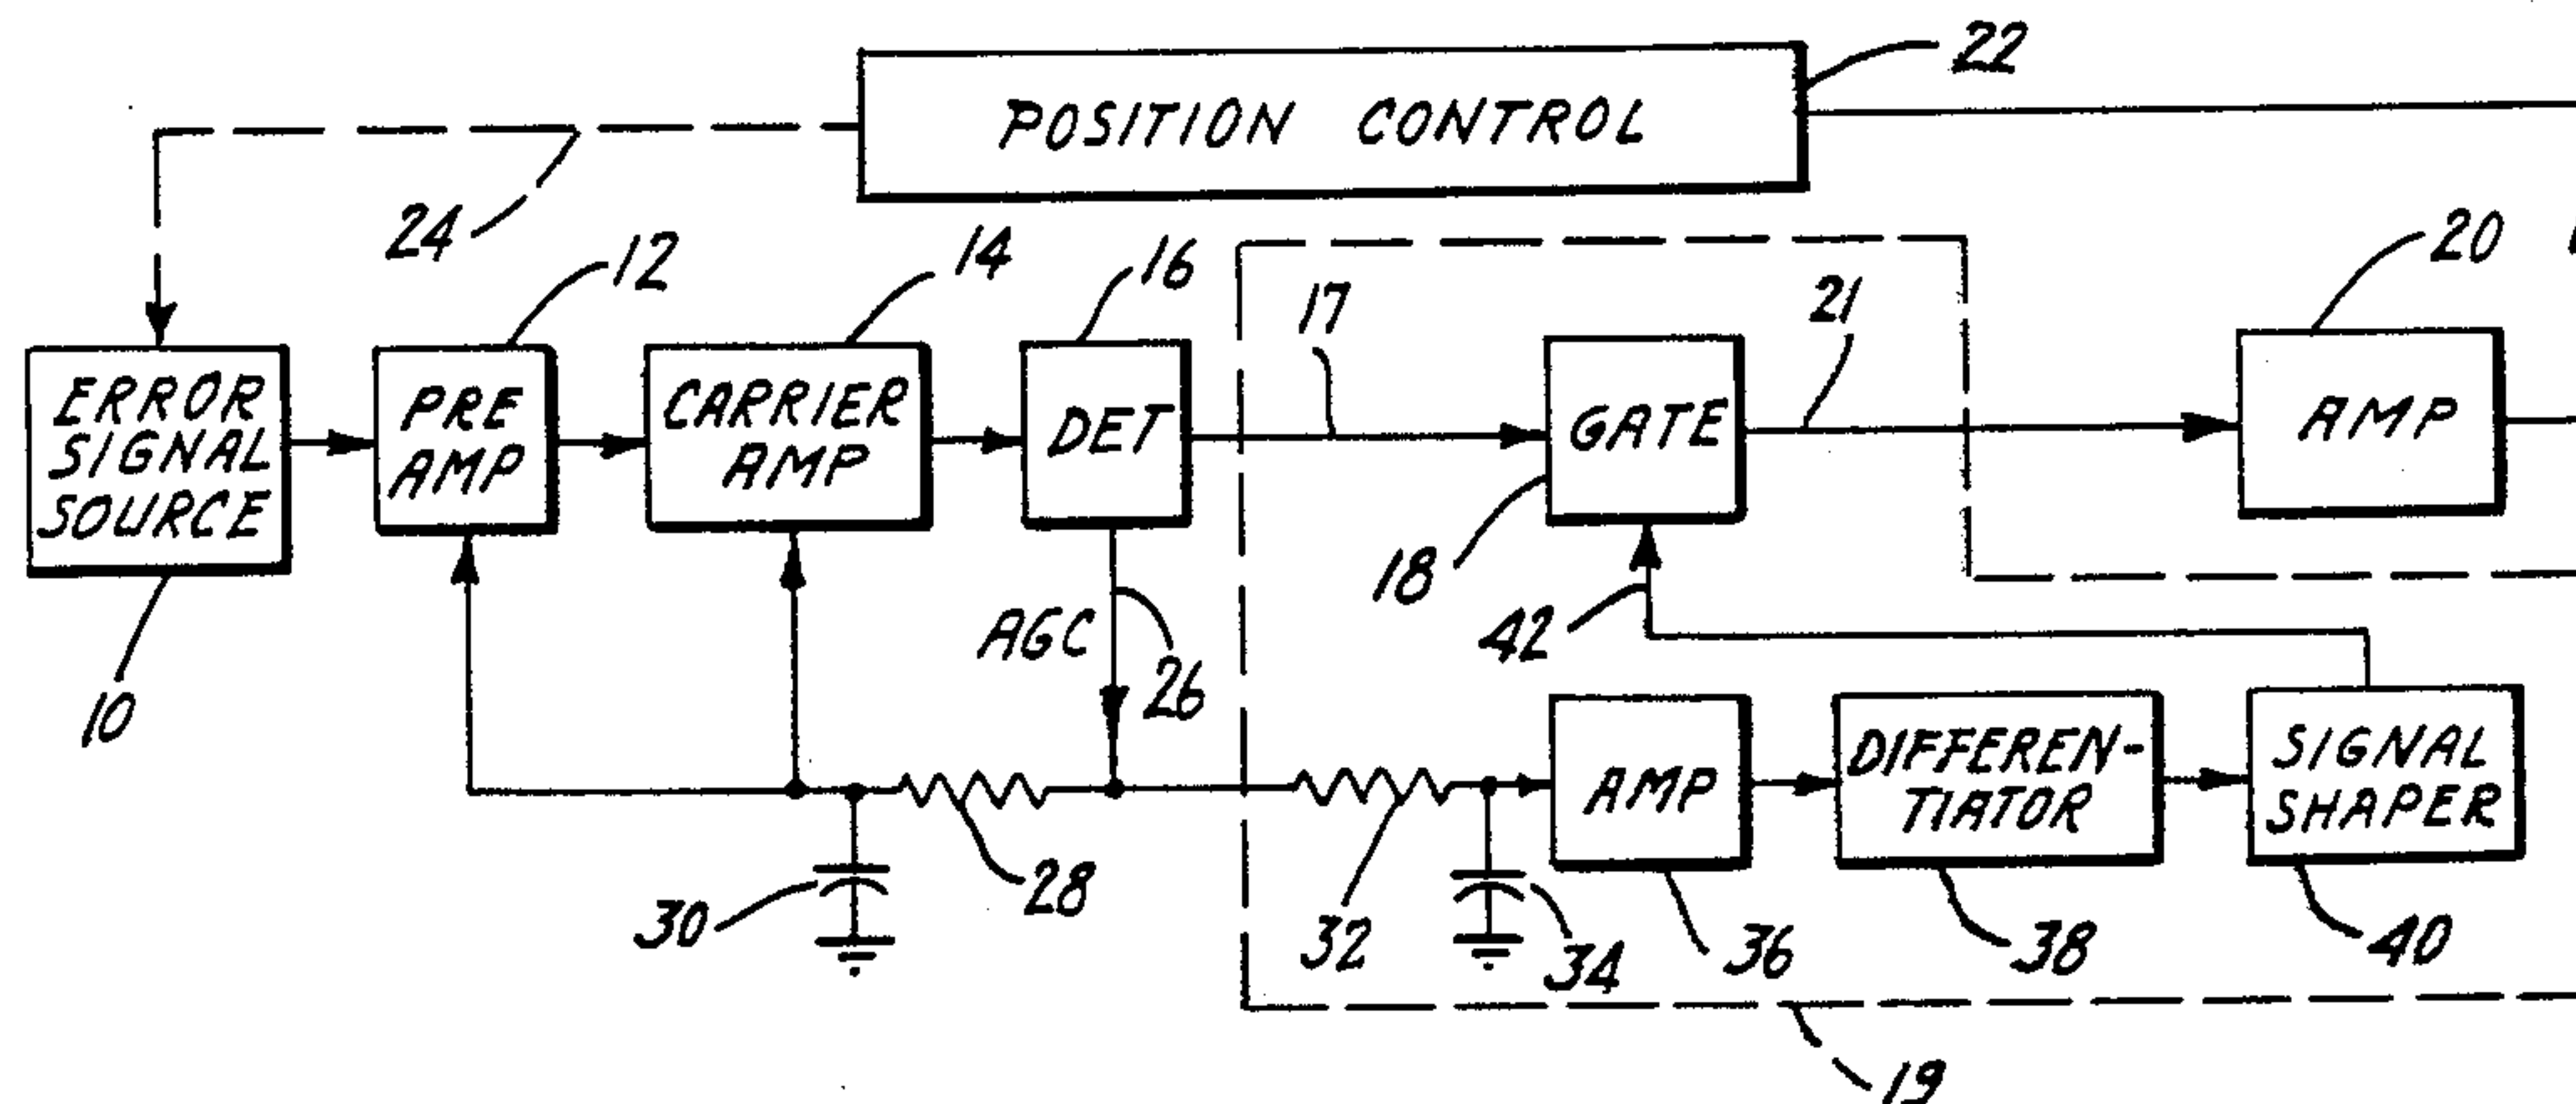 22
POSITION CONTROL
24
12
14
16
17
21
20
ERROR
SIGNAL
SOURCE
PRE
AMP
CARRIER
AMP
DET
GATE
AMP
18
42
AGC
26
10
AMP
DIFFEREN-
TIATOR
SIGNAL
SHAPER
30
28
32
34
36
38
40
19